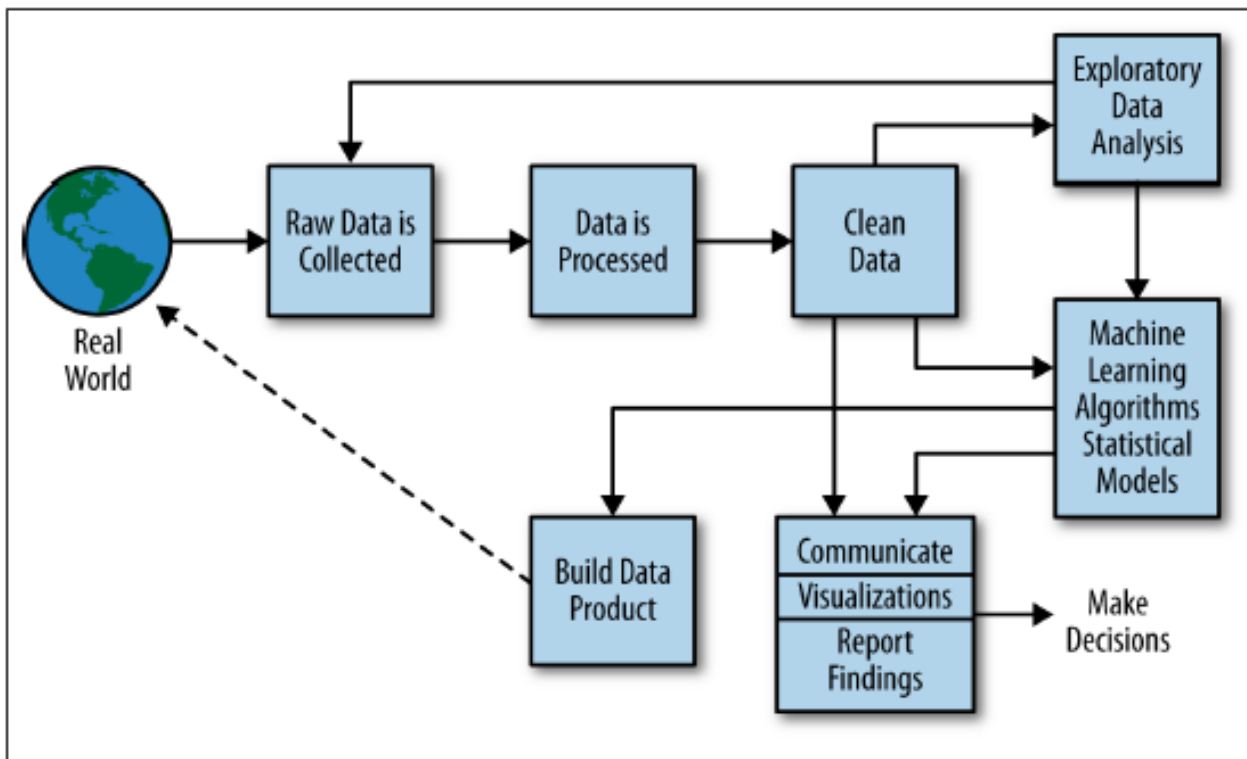 Exploratory
Data
Analysis
Raw Data is
Collected
Data is
Processed
Clean
Data
Real
World
Machine
Learning
Algorithms
Statistical
Models
Build Data
Product
Communicate
Visualizations
Report
Findings
Make
Decisions